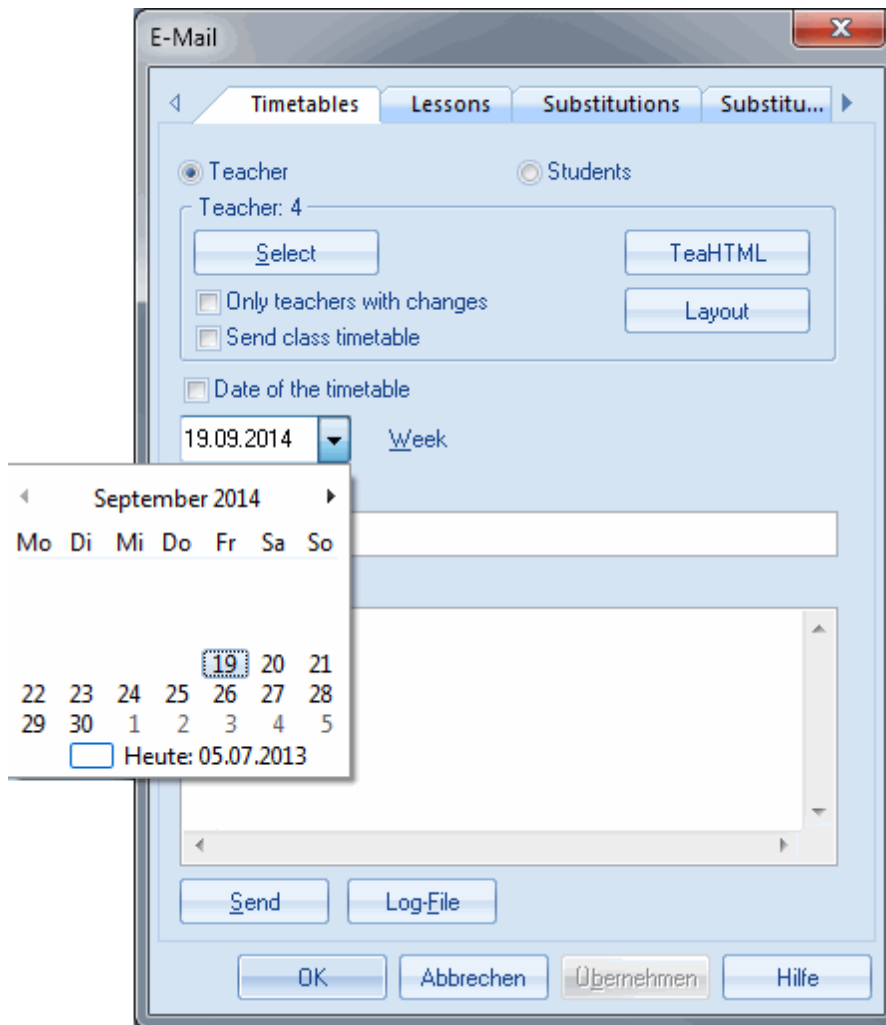 E-Mail
Timetables Lessons Substitutions Substitu...
Teacher Students
Teacher: 4
Select TeaHTML
Only teachers with changes
Layout
Send class timetable
Date of the timetable
19.09.2014 Week
September 2014
Mo Di Mi Do Fr Sa So
19 20 21
22 23 24 25 26 27 28
29 30 1 2 3 4 5
Heute: 05.07.2013
Send Log-File
OK Abbrechen Übernehmen Hilfe